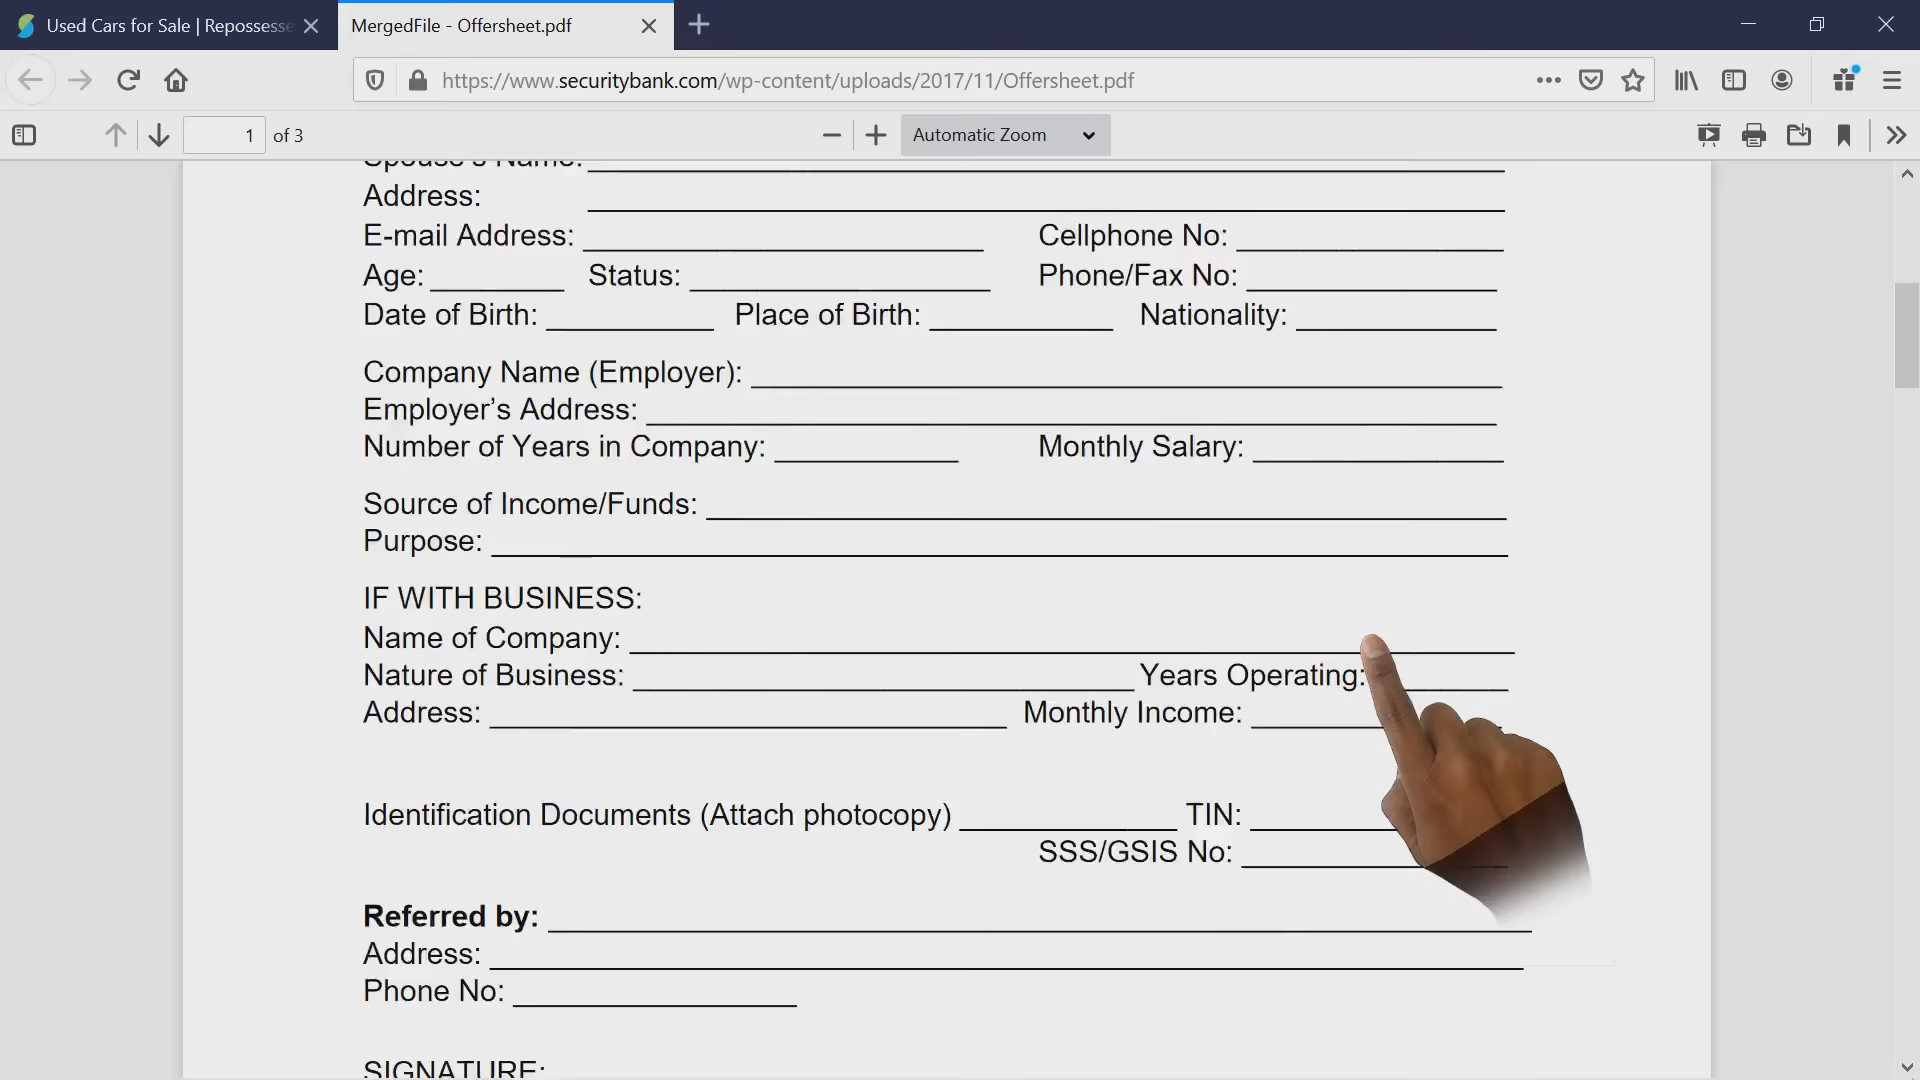 Used Cars for Sale | Repossesse
MergedFile - Offersheet.pdf
https://www.securitybank.com/wp-content/uploads/2017/11/Offersheet.pdf
1 of 3
Automatic Zoom
Spouse's Name:
Address:
E-mail Address: Cellphone No:
Age: Status: Phone/Fax No:
Date of Birth: Place of Birth: Nationality:
Company Name (Employer):
Employer’s Address:
Number of Years in Company: Monthly Salary:
Source of Income/Funds:
Purpose:
IF WITH BUSINESS:
Name of Company:
Nature of Business: Years Operating:
Address: Monthly Income:
Identification Documents (Attach photocopy) TIN:
SSS/GSIS No:
Referred by:
Address:
Phone No:
SIGNATURE: